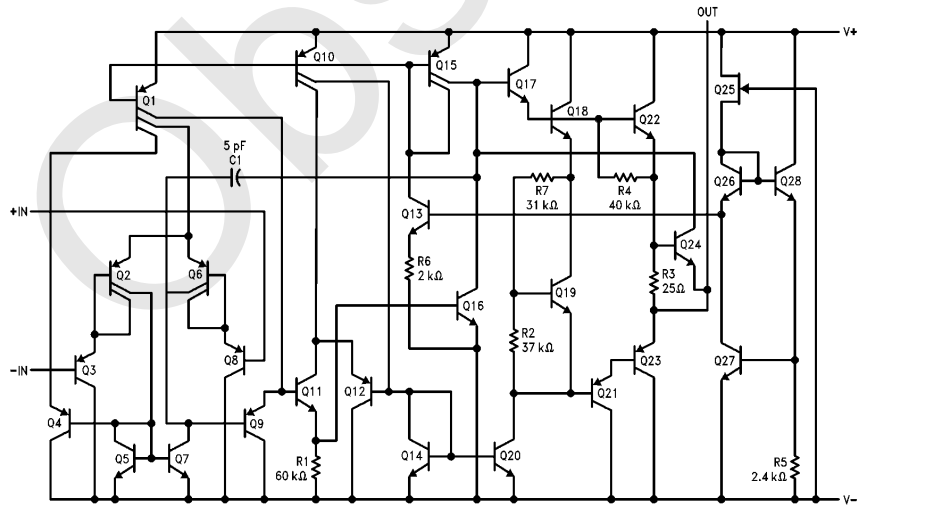 OUT
V+
Q10
Q15
Q1
Q17
Q25
Q18
Q22
5 pF
C1
R7
31 kΩ
R4
40 kΩ
Q26
Q28
+IN
Q13
Q24
Q2
Q6
R6
2 kΩ
R3
25Ω
Q16
Q19
R2
37 kΩ
Q8
Q23
Q27
-IN
Q3
Q11
Q12
Q21
Q4
Q9
Q5
Q7
R1
60 kΩ
Q14
Q20
R5
2.4 kΩ
V-
Obs